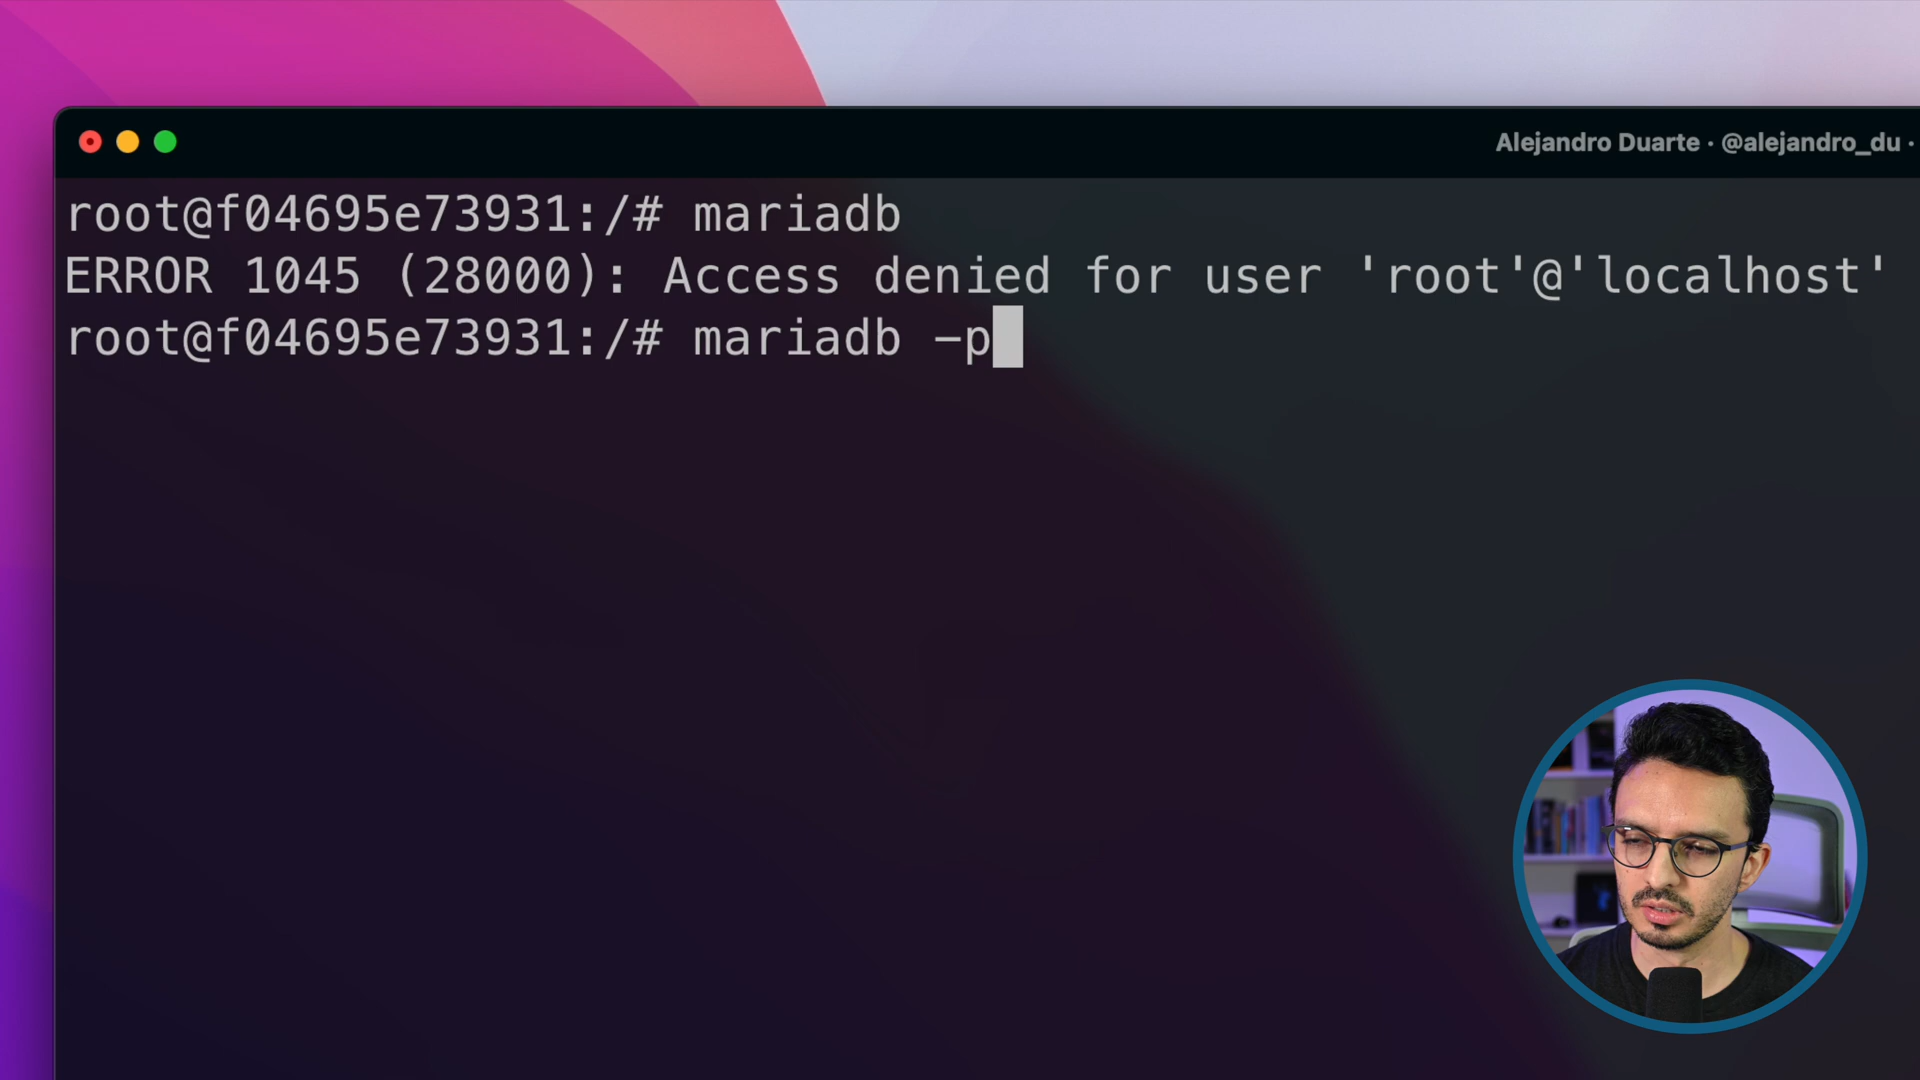 Alejandro Duarte · @alejandro_du ·
root@f04695e73931:/# mariadb
ERROR 1045 (28000): Access denied for user 'root'@'localhost'
root@f04695e73931:/# mariadb -p